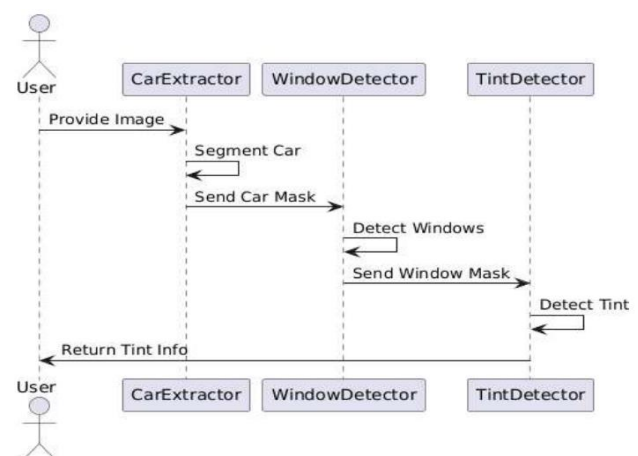 User
CarExtractor WindowDetector TintDetector
Provide Image
Segment Car
Send Car Mask
Detect Windows
Send Window Mask
Detect Tint
Return Tint Info
User
CarExtractor WindowDetector TintDetector